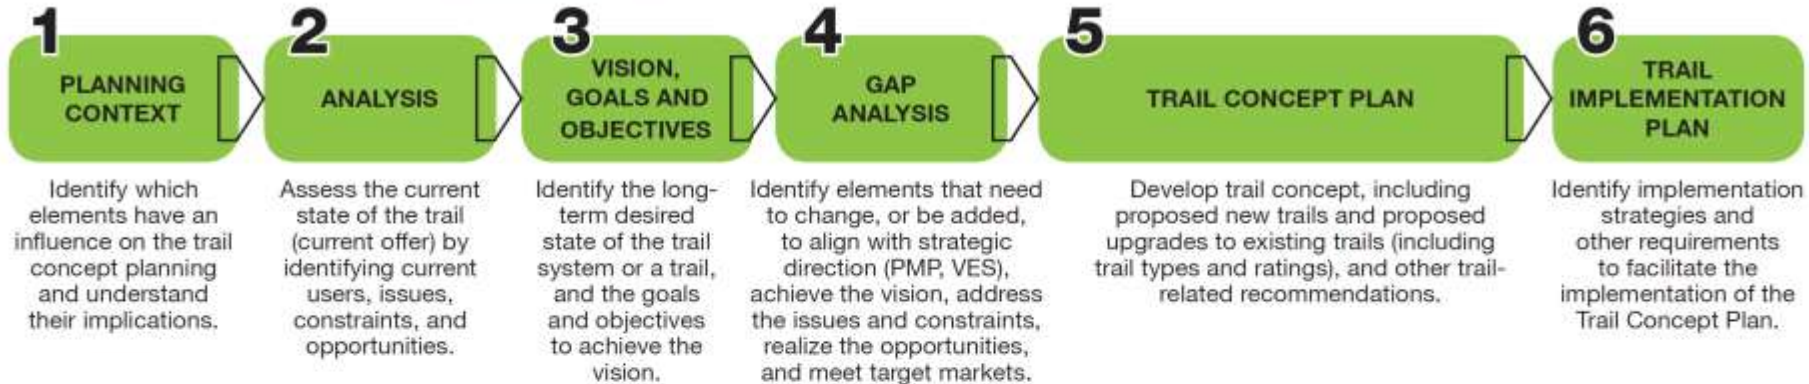 1
PLANNING
CONTEXT
Identify which
elements have an
influence on the trail
concept planning
and understand
their implications.
2
ANALYSIS
Assess the current
state of the trail
(current offer) by
identifying current
users, issues,
constraints, and
opportunities.
3
VISION,
GOALS AND
OBJECTIVES
Identify the long-
term desired
state of the trail
system or a trail,
and the goals
and objectives
to achieve the
vision.
4
GAP
ANALYSIS
Identify elements that need
to change, or be added,
to align with strategic
direction (PMP, VES),
achieve the vision, address
the issues and constraints,
realize the opportunities,
and meet target markets.
5
TRAIL CONCEPT PLAN
Develop trail concept, including
proposed new trails and proposed
upgrades to existing trails (including
trail types and ratings), and other trail-
related recommendations.
6
TRAIL
IMPLEMENTATION
PLAN
Identify implementation
strategies and
other requirements
to facilitate the
implementation of the
Trail Concept Plan.